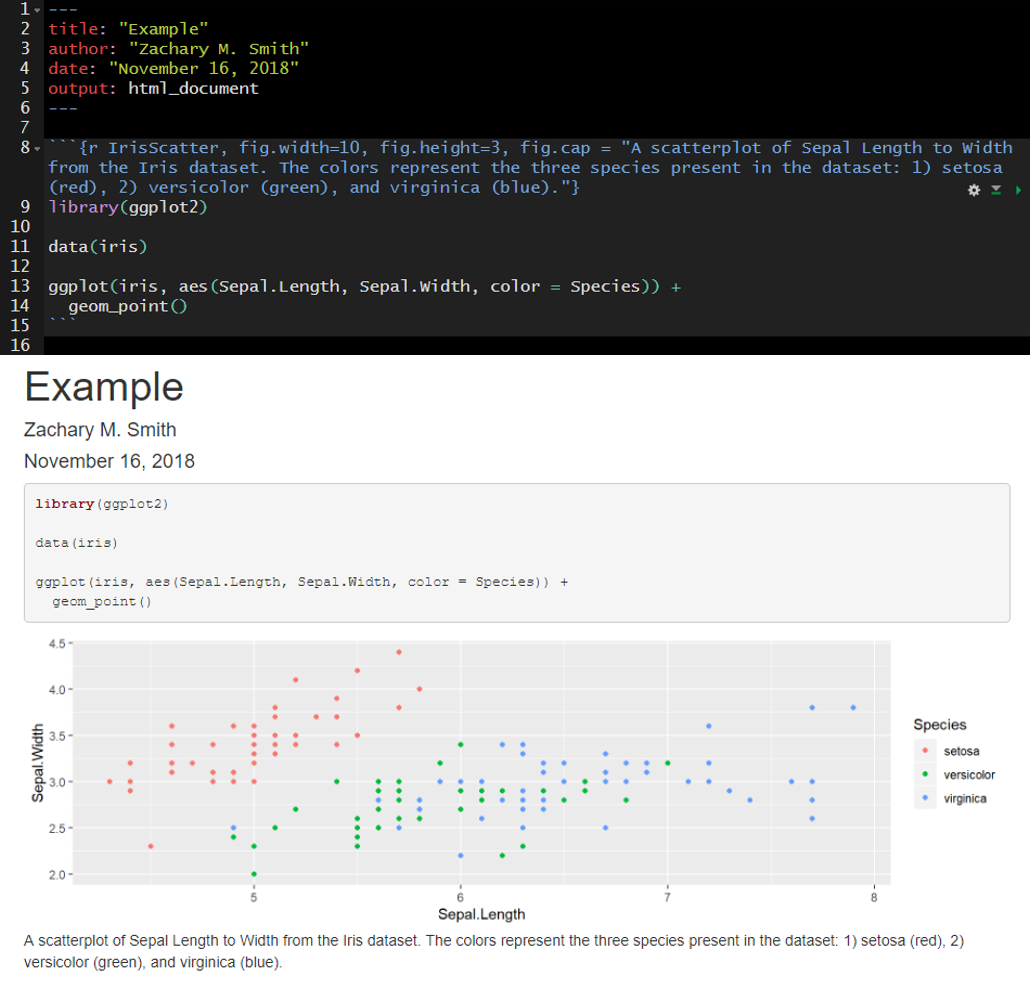 1 ---
2 title: "Example"
3 author: "Zachary M. Smith"
4 date: "November 16, 2018"
5 output: html_document
6 ---
7
8 ```{r IrisScatter, fig.width=10, fig.height=3, fig.cap = "A scatterplot of Sepal Length to Width
from the Iris dataset. The colors represent the three species present in the dataset: 1) setosa
(red), 2) versicolor (green), and virginica (blue)."}
9 library(ggplot2)
10
11 data(iris)
12
13 ggplot(iris, aes(Sepal.Length, Sepal.Width, color = Species)) +
14   geom_point()
15 ```
16
Example
Zachary M. Smith
November 16, 2018
library(ggplot2)
data(iris)
ggplot(iris, aes(Sepal.Length, Sepal.Width, color = Species)) +
  geom_point()
4.5
4.0
3.5
3.0
2.5
2.0
Sepal.Width
5 6 7 8
Sepal.Length
Species
setosa
versicolor
virginica
A scatterplot of Sepal Length to Width from the Iris dataset. The colors represent the three species present in the dataset: 1) setosa (red), 2)
versicolor (green), and virginica (blue).